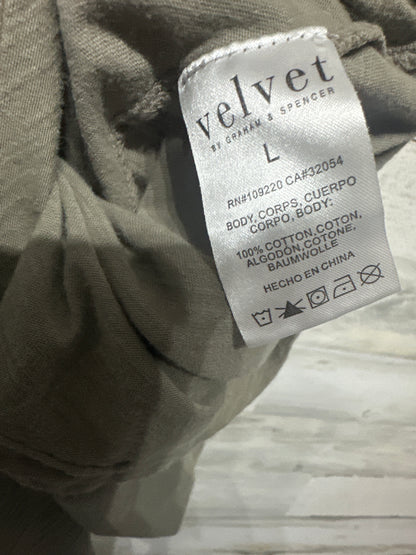 velvet
BY GRAHAM & SPENCER
L
RN#109220 CA#32054
BODY, CORPS, CUERPO
CORPO, BODY:
100% COTTON, COTON,
ALGODON, COTONE,
BAUMWOLLE
HECHO EN CHINA